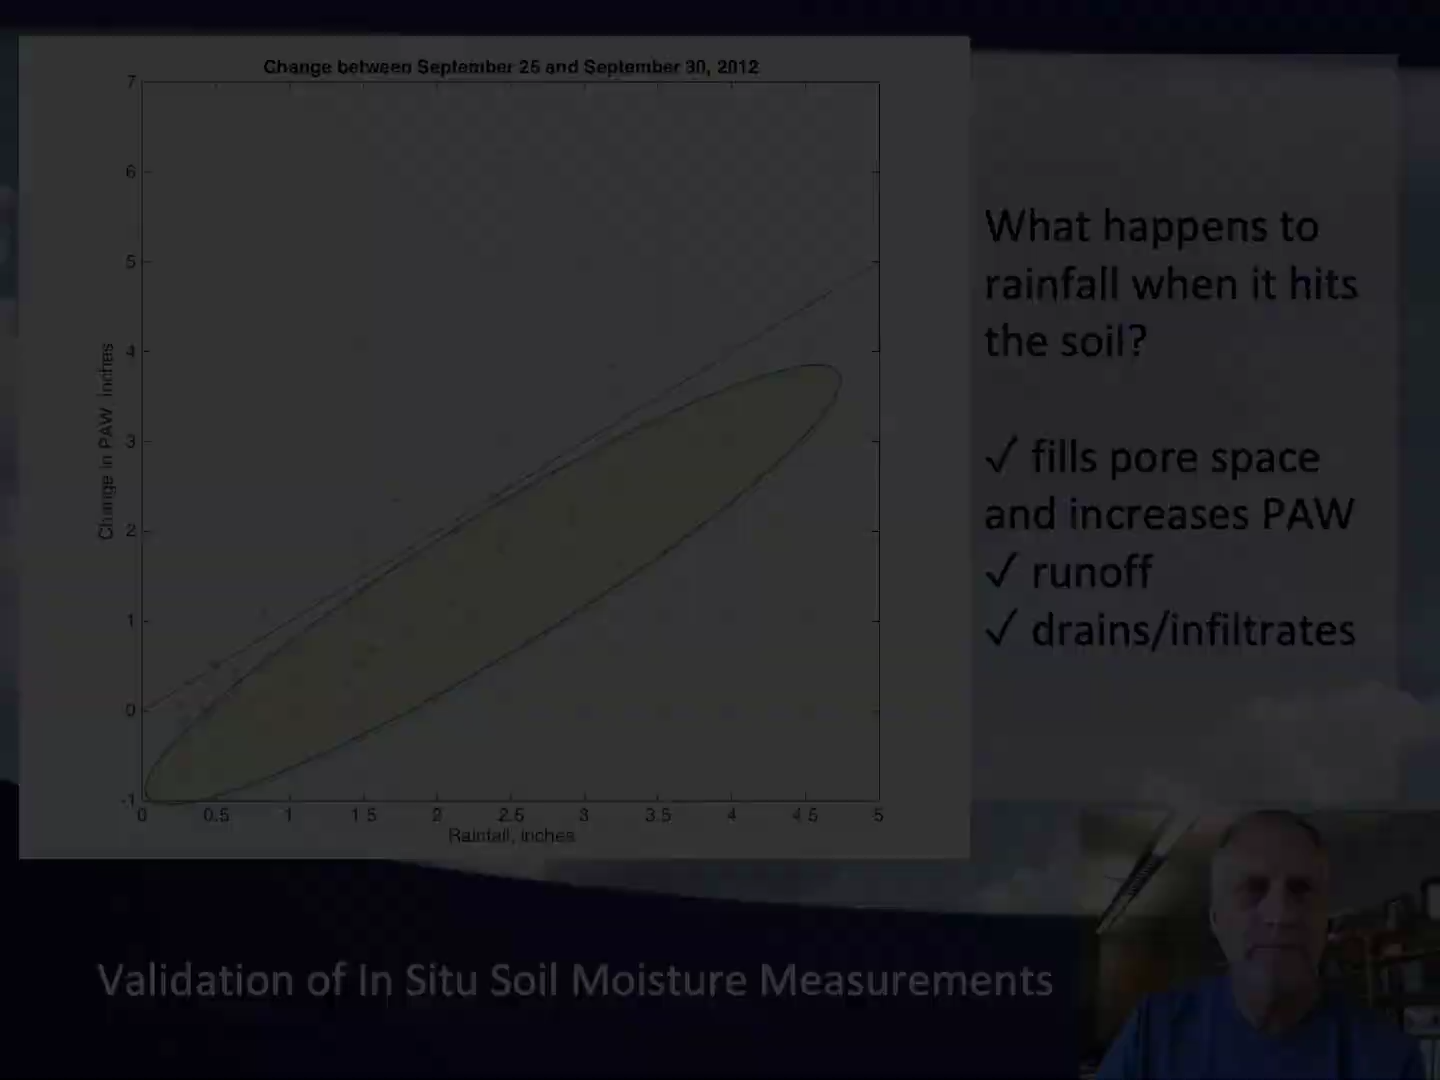 Change between September 25 and September 30, 2012
7
6
5
4
3
2
1
0
-1
Change in PAW inches
0 0.5 1 1.5 2 2.5 3 3.5 4 4.5 5
Rainfall, inches
What happens to
rainfall when it hits
the soil?
✓ fills pore space
and increases PAW
✓ runoff
✓ drains/infiltrates
Validation of In Situ Soil Moisture Measurements